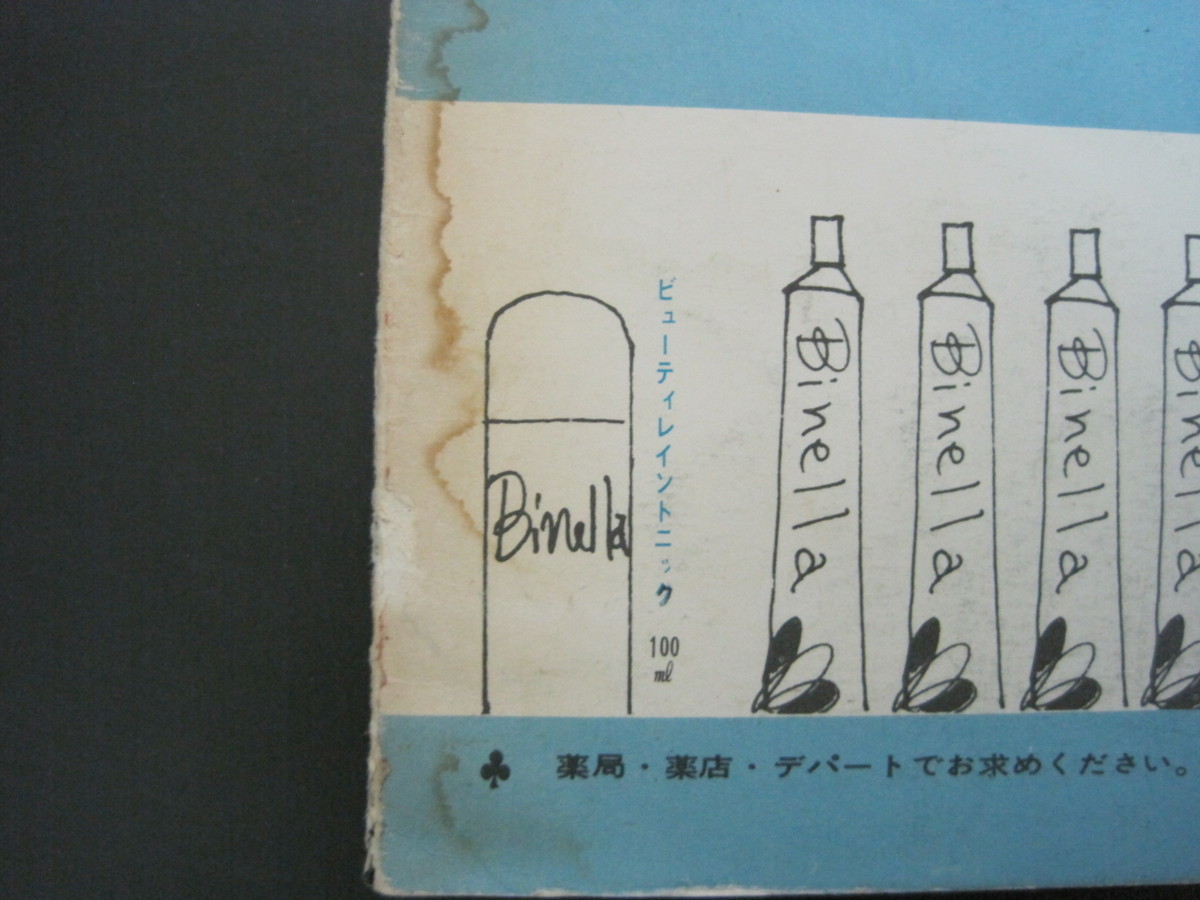 Binella
ビューティレイントニック
100
ml
Binella
Binella
Binella
Binella
♣ 薬局・薬店・デパートでお求めください。